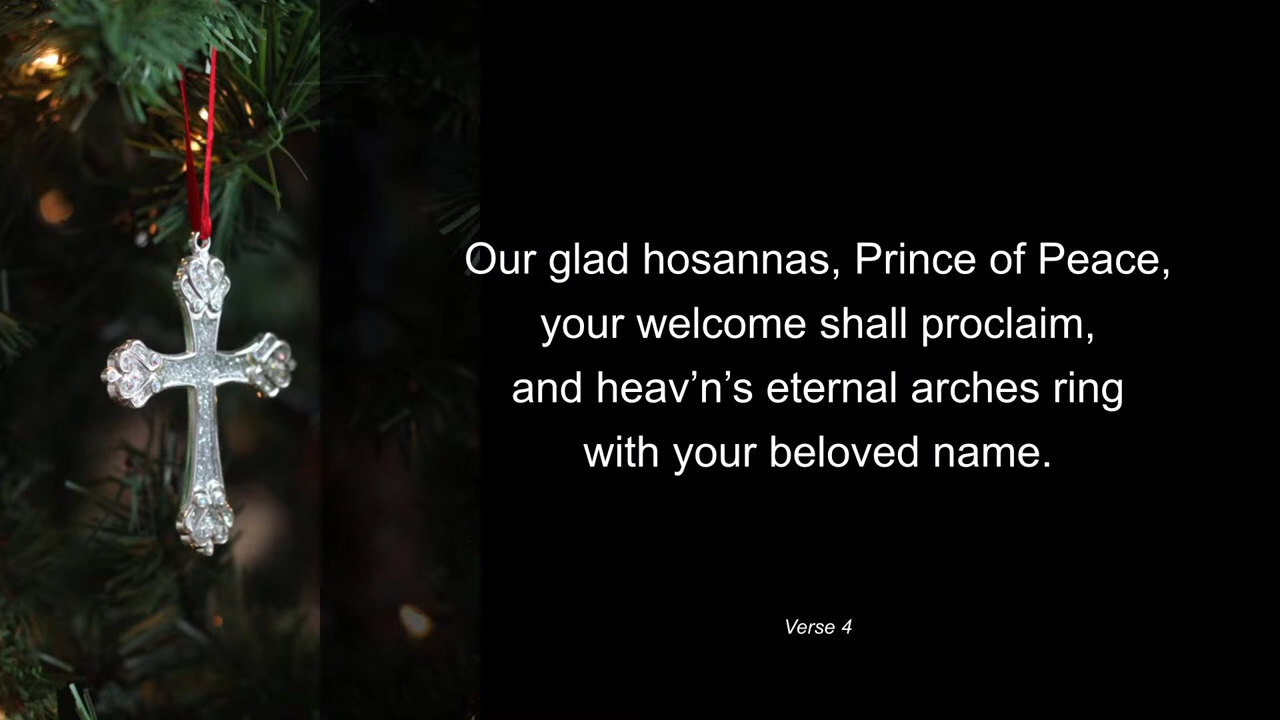 Our glad hosannas, Prince of Peace,
your welcome shall proclaim,
and heav’n’s eternal arches ring
with your beloved name.
Verse 4